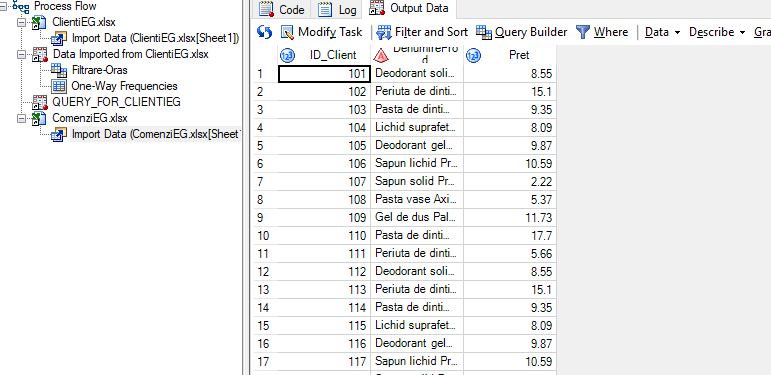 Process Flow
ClientiEG.xlsx
Import Data (ClientiEG.xlsx[Sheet1])
Data Imported from ClientiEG.xlsx
Filtrare-Oras
One-Way Frequencies
QUERY_FOR_CLIENTIEG
ComenziEG.xlsx
Import Data (ComenziEG.xlsx[Sheet
Code Log Output Data
Modify Task Filter and Sort Query Builder Where Data Describe Gra
ID_Client DenumireProd Pret
1 101 Deodorant soli... 8.55
2 102 Periuta de dinti... 15.1
3 103 Pasta de dinti... 9.35
4 104 Lichid suprafet... 8.09
5 105 Deodorant gel... 9.87
6 106 Sapun lichid Pr... 10.59
7 107 Sapun solid Pr... 2.22
8 108 Pasta vase Axi... 5.37
9 109 Gel de dus Pal... 11.73
10 110 Pasta de dinti... 17.7
11 111 Periuta de dinti... 5.66
12 112 Deodorant soli... 8.55
13 113 Periuta de dinti... 15.1
14 114 Pasta de dinti... 9.35
15 115 Lichid suprafet... 8.09
16 116 Deodorant gel... 9.87
17 117 Sapun lichid Pr... 10.59